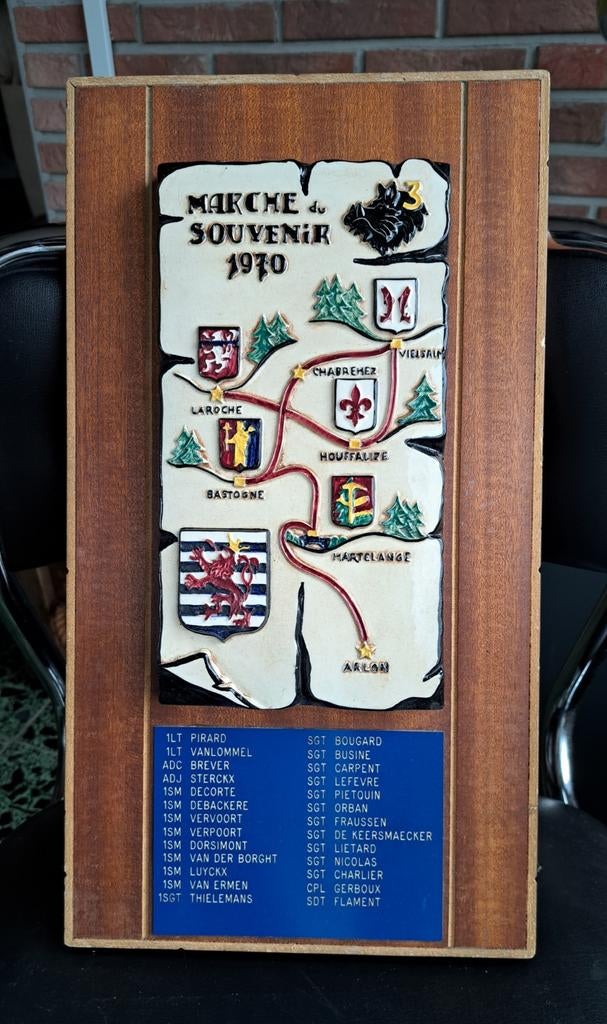 MARCHE du
SOUVENIR
1970
3
VIELSALM
CHABREHEZ
LAROCHE
HOUFFALIZE
BASTOGNE
MARTELANGE
ARLON
1LT PIRARD
1LT VANLOMMEL
ADC BREVER
ADJ STERCKX
1SM DECORTE
1SM DEBACKERE
1SM VERVOORT
1SM VERPOORT
1SM DORSIMONT
1SM VAN DER BORGHT
1SM LUYCKX
1SM VAN ERMEN
1SGT THIELEMANS
SGT BOUGARD
SGT BUSINE
SGT CARPENT
SGT LEFEVRE
SGT PIETQUIN
SGT ORBAN
SGT FRAUSSEN
SGT DE KEERSMAECKER
SGT LIETARD
SGT NICOLAS
SGT CHARLIER
CPL GERBOUX
SDT FLAMENT